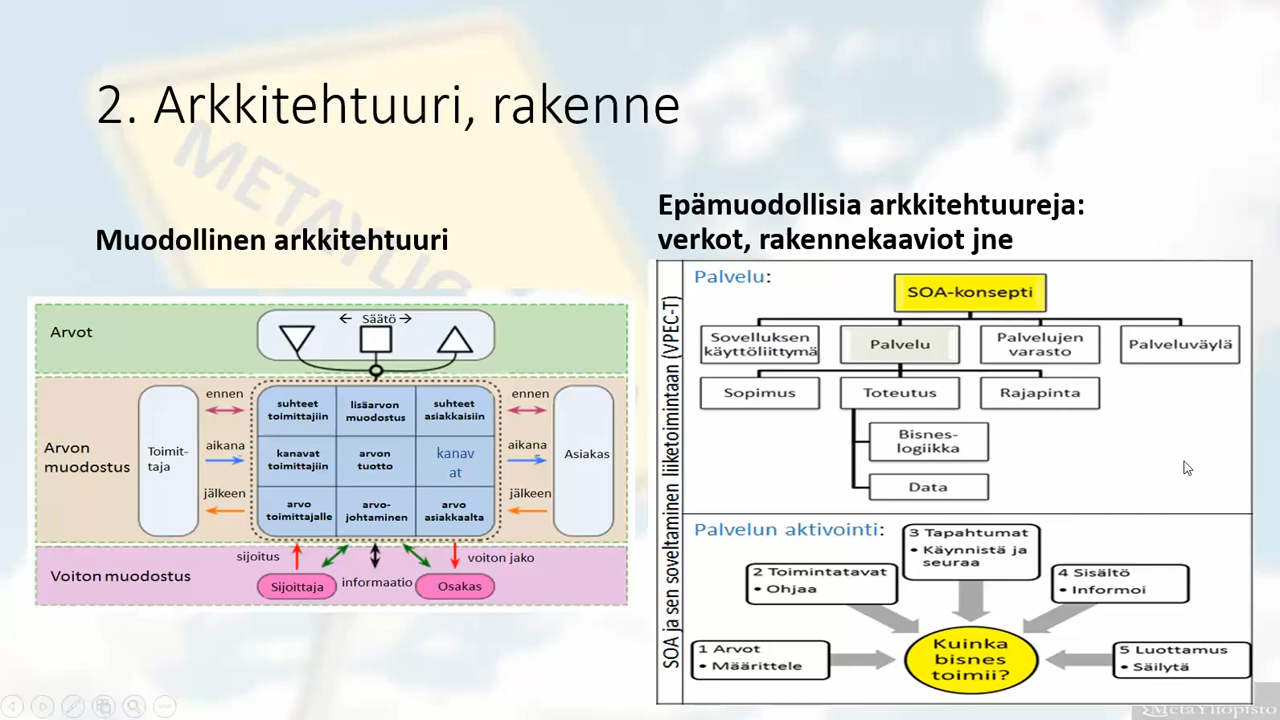 2. Arkkitehtuuri, rakenne
Muodollinen arkkitehtuuri
Epämuodollisia arkkitehtuureja:
verkot, rakennekaaviot jne
METAYLIO
Arvot
← Säätö →
Arvon
muodostus
Toimit-
taja
ennen
aikana
jälkeen
suhteet
toimittajiin
lisäarvon
muodostus
suhteet
asiakkaisiin
kanavat
toimittajiin
arvon
tuotto
kanav
at
arvo
toimittajalle
arvo-
johtaminen
arvo
asiakkaalta
ennen
aikana
jälkeen
Asiakas
Voiton muodostus
sijoitus
Sijoittaja
informaatio
voiton jako
Osakas
SOA ja sen soveltaminen liiketoimintaan (VPEC-T)
Palvelu:
SOA-konsepti
Sovelluksen
käyttöliittymä
Palvelu
Palvelujen
varasto
Palveluväylä
Sopimus
Toteutus
Rajapinta
Bisnes-
logiikka
Data
Palvelun aktivointi:
3 Tapahtumat
• Käynnistä ja
seuraa
2 Toimintatavat
• Ohjaa
4 Sisältö
• Informoi
1 Arvot
• Määrittele
Kuinka
bisnes
toimii?
5 Luottamus
• Säilytä
ΣMetaYliopisto